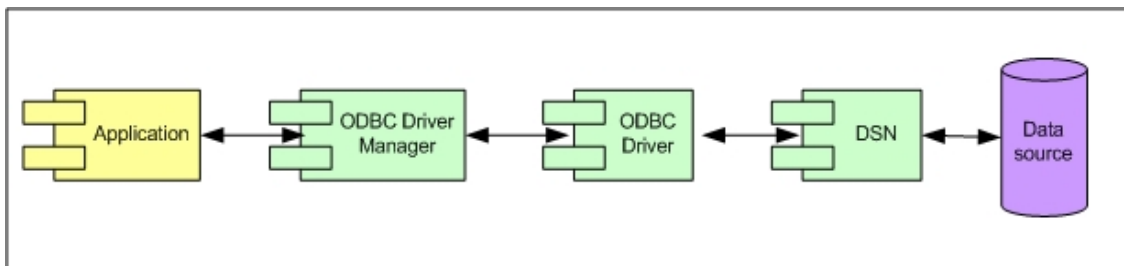 Application
ODBC Driver
Manager
ODBC
Driver
DSN
Data
source